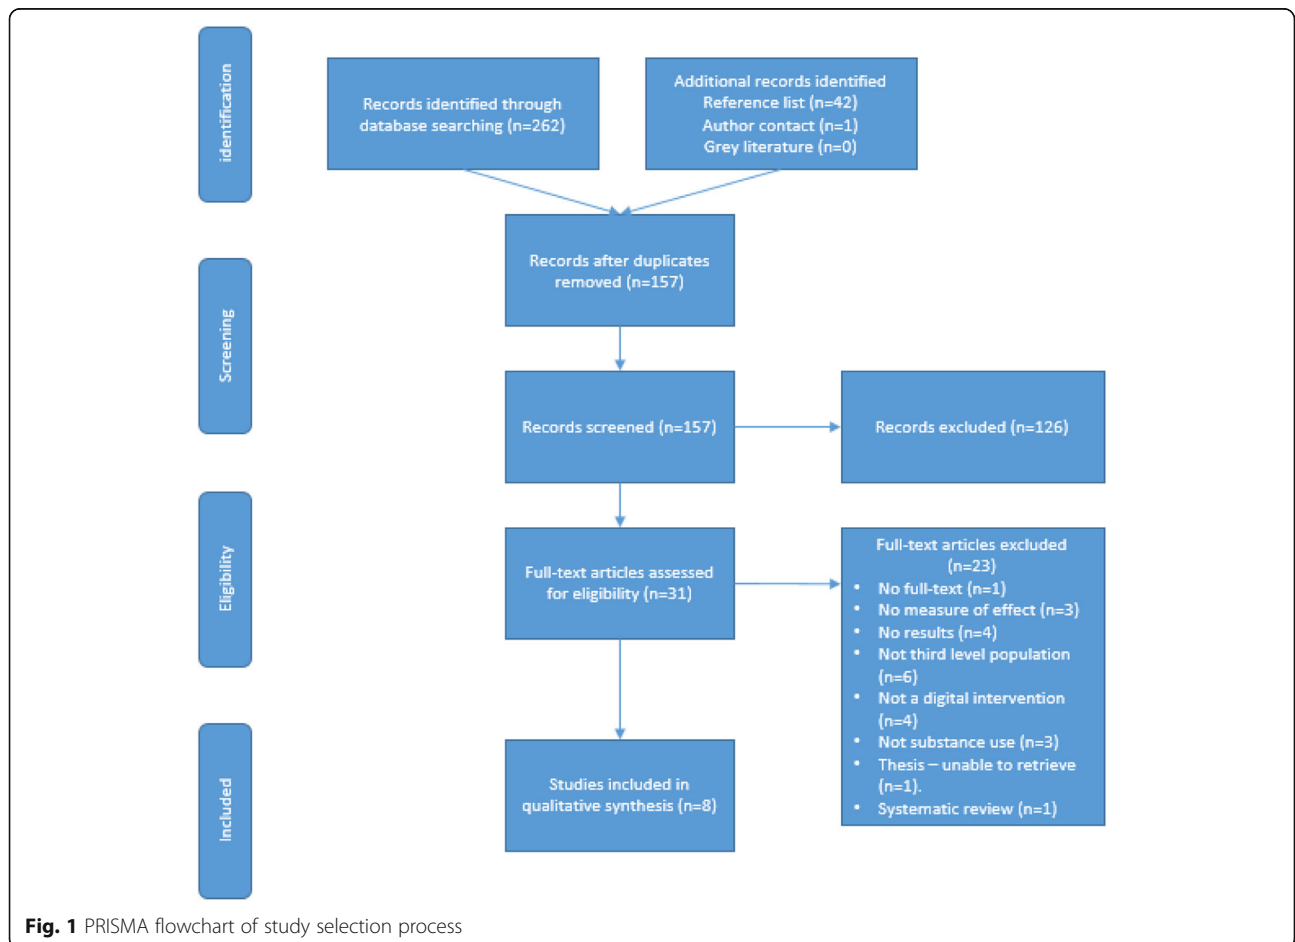 identification
Records identified through
database searching (n=262)
Additional records identified
Reference list (n=42)
Author contact (n=1)
Grey literature (n=0)
Records after duplicates
removed (n=157)
Screening
Records screened (n=157)
Records excluded (n=126)
Eligibility
Full-text articles assessed
for eligibility (n=31)
Full-text articles excluded
(n=23)
• No full-text (n=1)
• No measure of effect (n=3)
• No results (n=4)
• Not third level population
(n=6)
• Not a digital intervention
(n=4)
• Not substance use (n=3)
• Thesis – unable to retrieve
(n=1).
• Systematic review (n=1)
Included
Studies included in
qualitative synthesis (n=8)
Fig. 1 PRISMA flowchart of study selection process